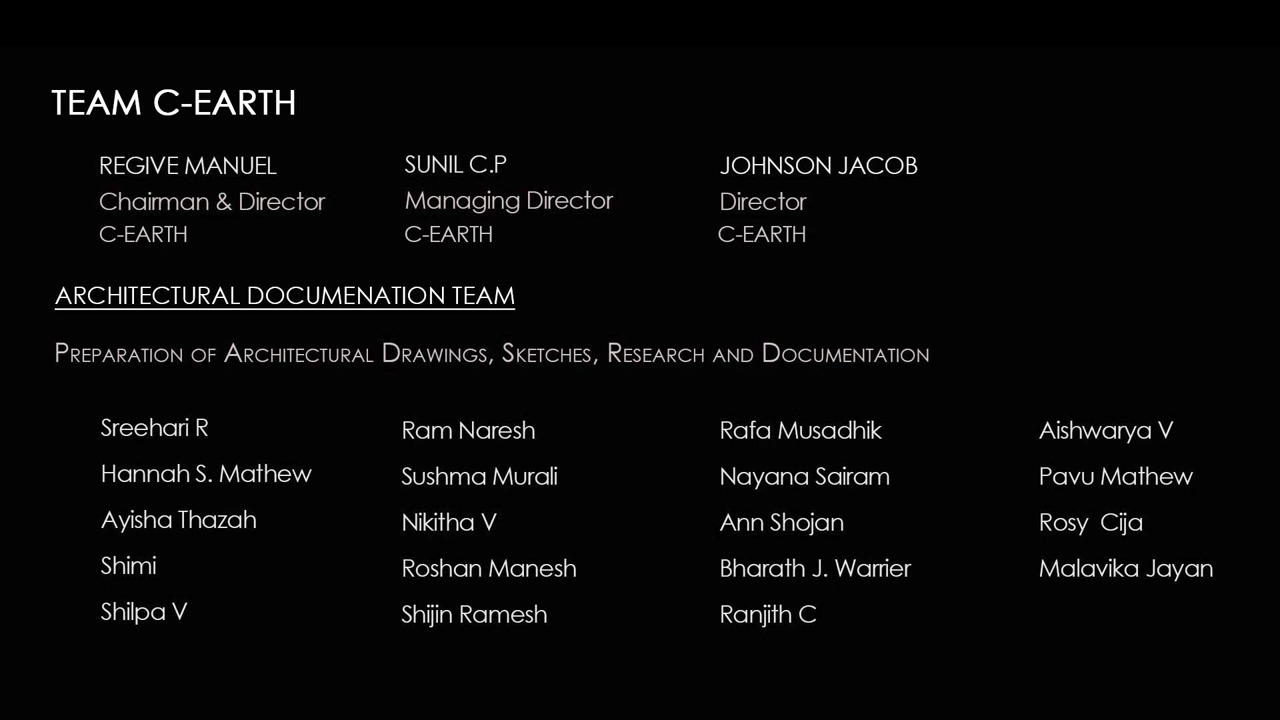 TEAM C-EARTH
REGIVE MANUEL
Chairman & Director
C-EARTH
SUNIL C.P
Managing Director
C-EARTH
JOHNSON JACOB
Director
C-EARTH
ARCHITECTURAL DOCUMENATION TEAM
Preparation of Architectural Drawings, Sketches, Research and Documentation
Sreehari R
Hannah S. Mathew
Ayisha Thazah
Shimi
Shilpa V
Ram Naresh
Sushma Murali
Nikitha V
Roshan Manesh
Shijin Ramesh
Rafa Musadhik
Nayana Sairam
Ann Shojan
Bharath J. Warrier
Ranjith C
Aishwarya V
Pavu Mathew
Rosy Cija
Malavika Jayan